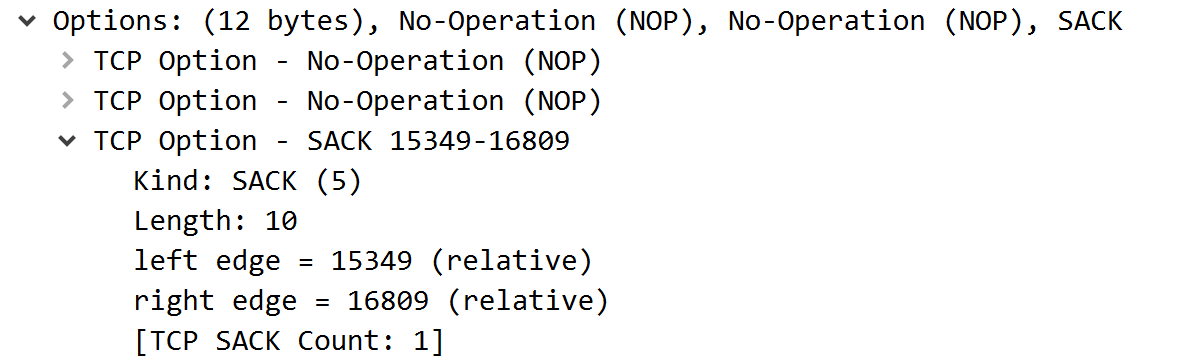 Options: (12 bytes), No-Operation (NOP), No-Operation (NOP), SACK
TCP Option - No-Operation (NOP)
TCP Option - No-Operation (NOP)
TCP Option - SACK 15349-16809
Kind: SACK (5)
Length: 10
left edge = 15349 (relative)
right edge = 16809 (relative)
[TCP SACK Count: 1]